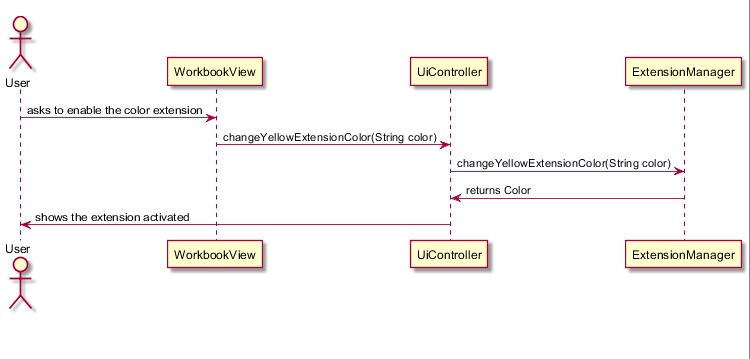 User
WorkbookView
UiController
ExtensionManager
asks to enable the color extension
changeYellowExtensionColor(String color)
changeYellowExtensionColor(String color)
returns Color
shows the extension activated
User
WorkbookView
UiController
ExtensionManager